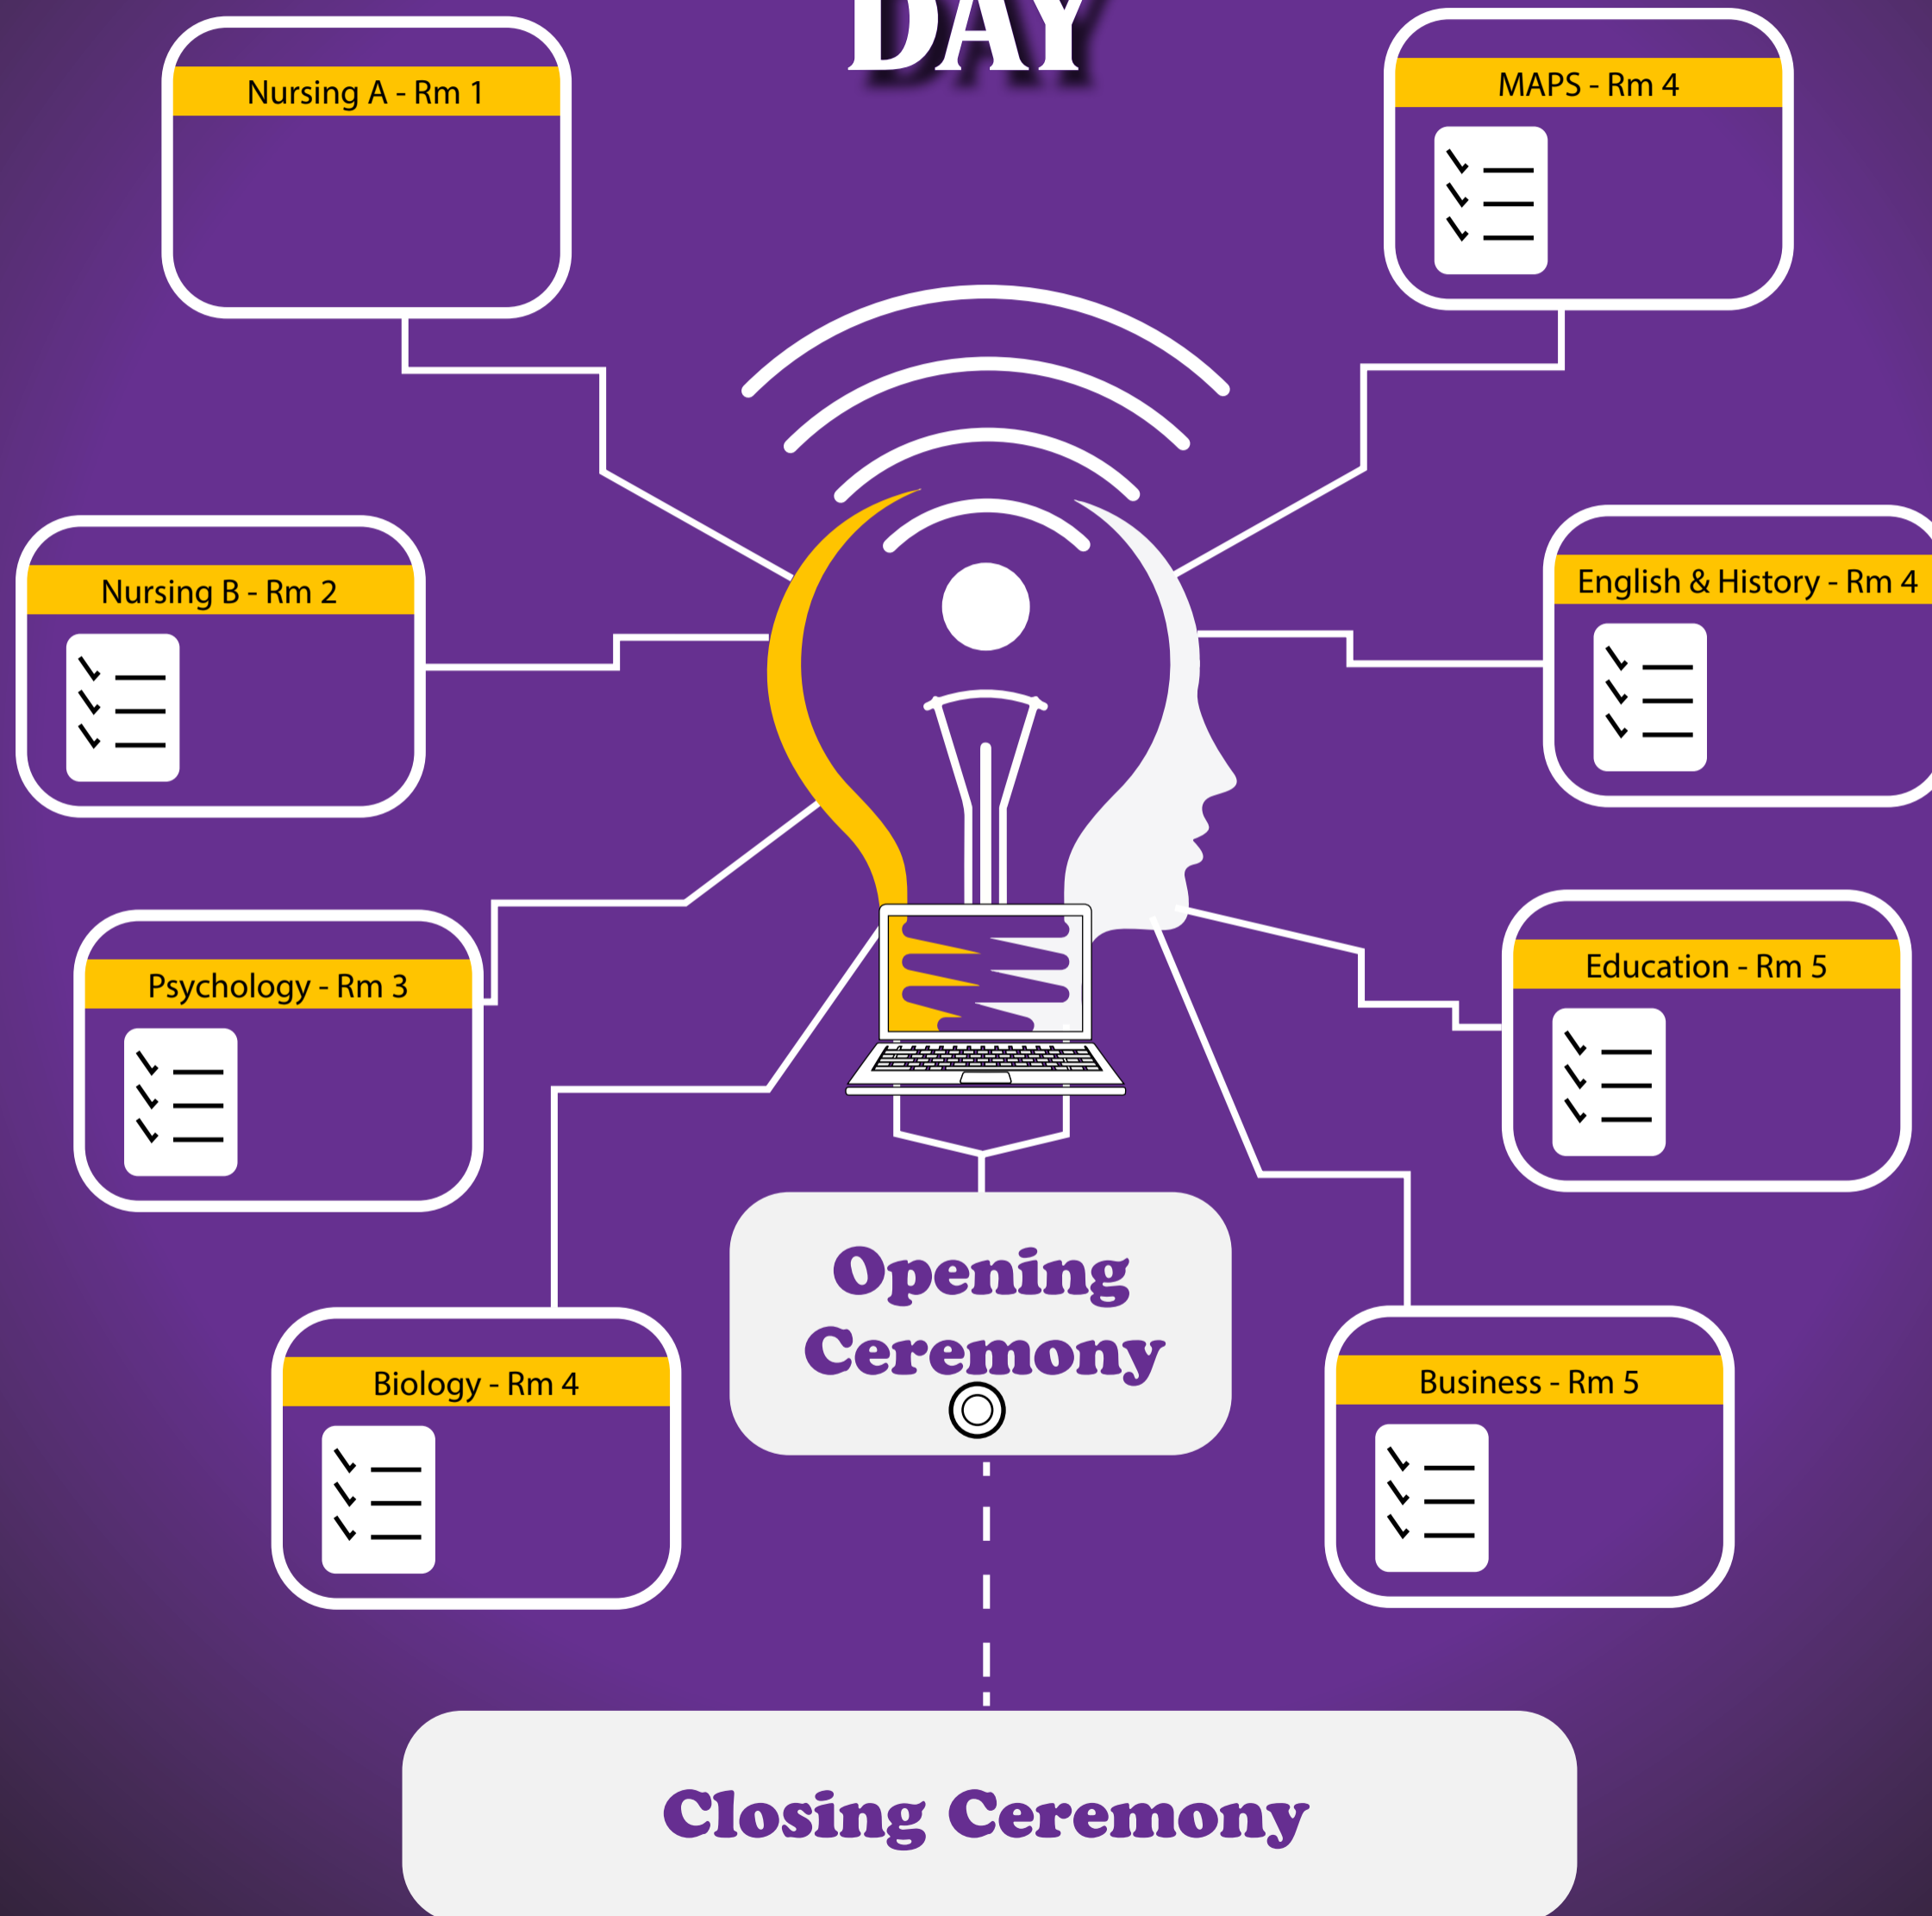 DAY
Nursing A - Rm 1
MAPS - Rm 4
Nursing B - Rm 2
English & History - Rm 4
Psychology - Rm 3
Education - Rm 5
Opening
Ceremony
Biology - Rm 4
Business - Rm 5
Closing Ceremony